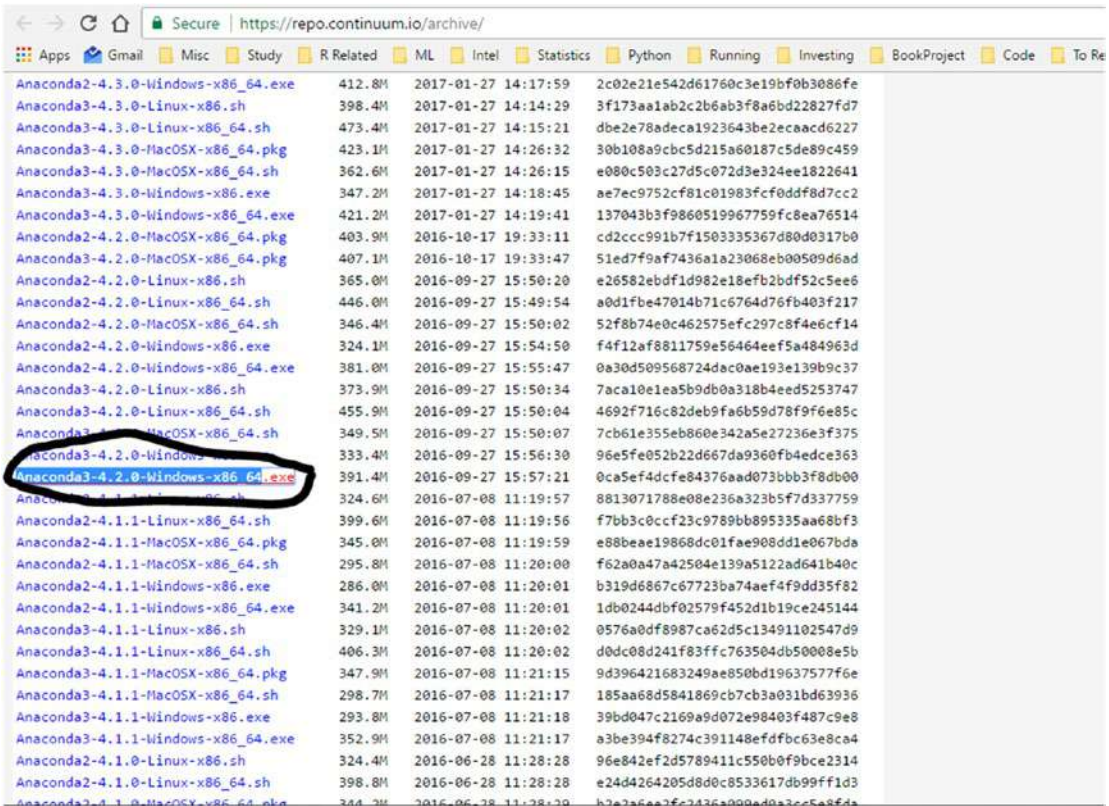 Secure | https://repo.continuum.io/archive/
Apps Gmail Misc Study R Related ML Intel Statistics Python Running Investing BookProject Code To Re
Anaconda2-4.3.0-Windows-x86_64.exe 412.8M 2017-01-27 14:17:59 2c02e21e542d61760c3e19bf0b3086fe
Anaconda3-4.3.0-Linux-x86.sh 398.4M 2017-01-27 14:14:29 3f173aa1ab2c2b6ab3f8a6bd22827fd7
Anaconda3-4.3.0-Linux-x86_64.sh 473.4M 2017-01-27 14:15:21 dbe2e78adeca1923643be2ecaacd6227
Anaconda3-4.3.0-MacOSX-x86_64.pkg 423.1M 2017-01-27 14:26:32 30b108a9cbc5d215a60187c5de89c459
Anaconda3-4.3.0-MacOSX-x86_64.sh 362.6M 2017-01-27 14:26:15 e080c503c27d5c072d3e324ee1822641
Anaconda3-4.3.0-Windows-x86.exe 347.2M 2017-01-27 14:18:45 ae7ec9752cf81c01983fcf0ddf8d7cc2
Anaconda3-4.3.0-Windows-x86_64.exe 421.2M 2017-01-27 14:19:41 137043b3f9860519967759fc8ea76514
Anaconda2-4.2.0-MacOSX-x86_64.pkg 403.9M 2016-10-17 19:33:11 cd2ccc991b7f1503335367d80d0317b0
Anaconda3-4.2.0-MacOSX-x86_64.pkg 407.1M 2016-10-17 19:33:47 51ed7f9af7436a1a23068eb00509d6ad
Anaconda2-4.2.0-Linux-x86.sh 365.0M 2016-09-27 15:50:20 e26582ebdf1d982e18efb2bdf52c5ee6
Anaconda2-4.2.0-Linux-x86_64.sh 446.0M 2016-09-27 15:49:54 a0d1fbe47014b71c6764d76fb403f217
Anaconda2-4.2.0-MacOSX-x86_64.sh 346.4M 2016-09-27 15:50:02 52f8b74e0c462575efc297c8f4e6cf14
Anaconda2-4.2.0-Windows-x86.exe 324.1M 2016-09-27 15:54:50 f4f12af8811759e56464eef5a484963d
Anaconda2-4.2.0-Windows-x86_64.exe 381.0M 2016-09-27 15:55:47 0a30d509568724dac0ae193e139b9c37
Anaconda3-4.2.0-Linux-x86.sh 373.9M 2016-09-27 15:50:34 7aca10e1ea5b9db0a318b4eed5253747
Anaconda3-4.2.0-Linux-x86_64.sh 455.9M 2016-09-27 15:50:04 4692f716c82deb9fa6b59d78f9f6e85c
Anaconda3-4.2.0-MacOSX-x86_64.sh 349.5M 2016-09-27 15:50:07 7cb61e355eb860e342a5e27236e3f375
333.4M 2016-09-27 15:56:30 96e5fe052b22d667da9360fb4edce363
Anaconda3-4.2.0-Windows-x86_64.exe 391.4M 2016-09-27 15:57:21 0ca5ef4dcfe84376aad073bbb3f8db00
324.6M 2016-07-08 11:19:57 8813071788e08e236a323b5f7d337759
Anaconda2-4.1.1-Linux-x86_64.sh 399.6M 2016-07-08 11:19:56 f7bb3c0ccf23c9789bb895335aa68bf3
Anaconda2-4.1.1-MacOSX-x86_64.pkg 345.0M 2016-07-08 11:19:59 e88beae19868dc01fae908dd1e067bda
Anaconda2-4.1.1-MacOSX-x86_64.sh 295.8M 2016-07-08 11:20:00 f62a0a47a42504e139a5122ad641b40c
Anaconda2-4.1.1-Windows-x86.exe 286.0M 2016-07-08 11:20:01 b319d6867c67723ba74aef4f9dd35f82
Anaconda2-4.1.1-Windows-x86_64.exe 341.2M 2016-07-08 11:20:01 1db0244dbf02579f452d1b19ce245144
Anaconda3-4.1.1-Linux-x86.sh 329.1M 2016-07-08 11:20:02 0576a0df8987ca62d5c13491102547d9
Anaconda3-4.1.1-Linux-x86_64.sh 406.3M 2016-07-08 11:20:02 d0dc08d241f83ffc763504db50008e5b
Anaconda3-4.1.1-MacOSX-x86_64.pkg 347.9M 2016-07-08 11:21:15 9d396421683249ae850bd19637577f6e
Anaconda3-4.1.1-MacOSX-x86_64.sh 298.7M 2016-07-08 11:21:17 185aa68d5841869cb7cb3a031bd63936
Anaconda3-4.1.1-Windows-x86.exe 293.8M 2016-07-08 11:21:18 39bd047c2169a9d072e98403f487c9e8
Anaconda3-4.1.1-Windows-x86_64.exe 352.9M 2016-07-08 11:21:17 a3be394f8274c391148efdfbc63e8ca4
Anaconda2-4.1.0-Linux-x86.sh 324.4M 2016-06-28 11:28:28 96e842ef2d5789411c550b0f9bce2314
Anaconda2-4.1.0-Linux-x86_64.sh 398.8M 2016-06-28 11:28:28 e24d4264205d8d0c8533617db99ff1d3
Anaconda2-4.1.0-MacOSX-x86_64.pkg 344.2M 2016-06-28 11:28:29